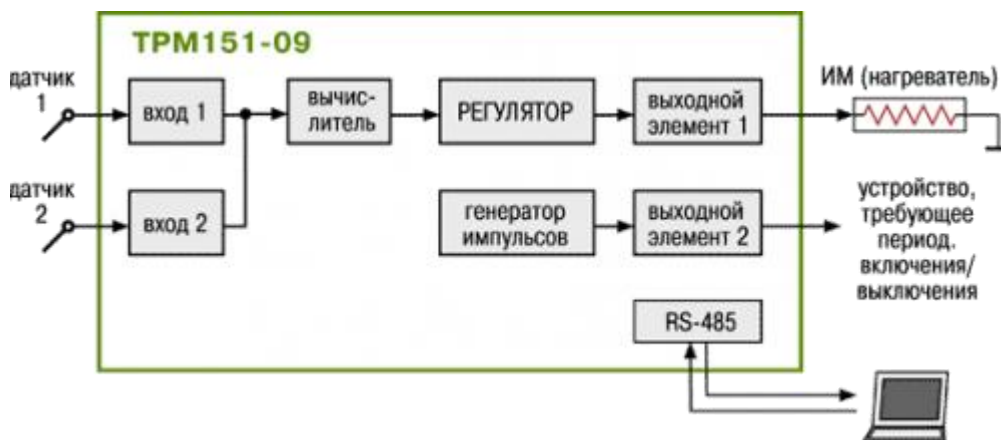 ТРМ151-09
датчик
1
вход 1
вычис-
литель
РЕГУЛЯТОР
выходной
элемент 1
ИМ (нагреватель)
датчик
2
вход 2
генератор
импульсов
выходной
элемент 2
устройство,
требующее
период.
включения/
выключения
RS-485